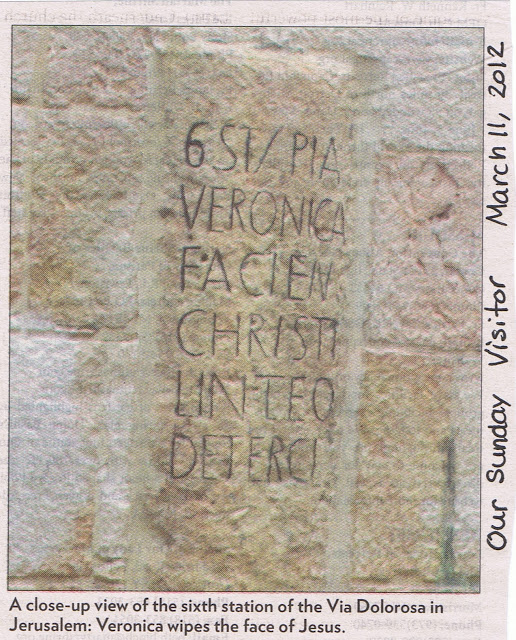 6 ST/ PIA
VERONICA
FACIEN
CHRISTI
LINTEO
DETERCI
A close-up view of the sixth station of the Via Dolorosa in
Jerusalem: Veronica wipes the face of Jesus.
Our Sunday Visitor March 11, 2012